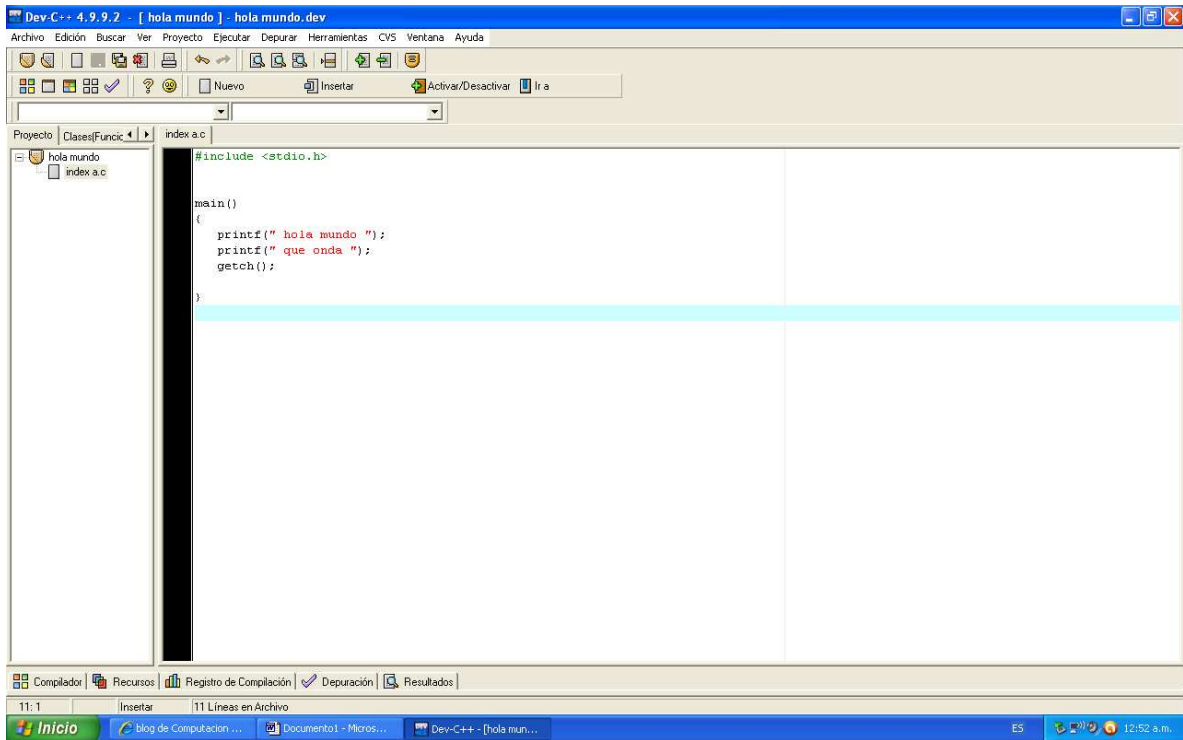 Dev-C++ 4.9.9.2 - [ hola mundo ] - hola mundo.dev
Archivo Edición Buscar Ver Proyecto Ejecutar Depurar Herramientas CVS Ventana Ayuda
Nuevo Insertar Activar/Desactivar Ir a
Proyecto Clases(Funcic index a.c
hola mundo
index a.c
#include <stdio.h>
main()
{
printf(" hola mundo ");
printf(" que onda ");
getch();
}
Compilador Recursos Registro de Compilación Depuración Resultados
11: 1 Insertar 11 Líneas en Archivo
Inicio blog de Computacion ... Documento1 - Micros... Dev-C++ - [hola mun... ES 12:52 a.m.